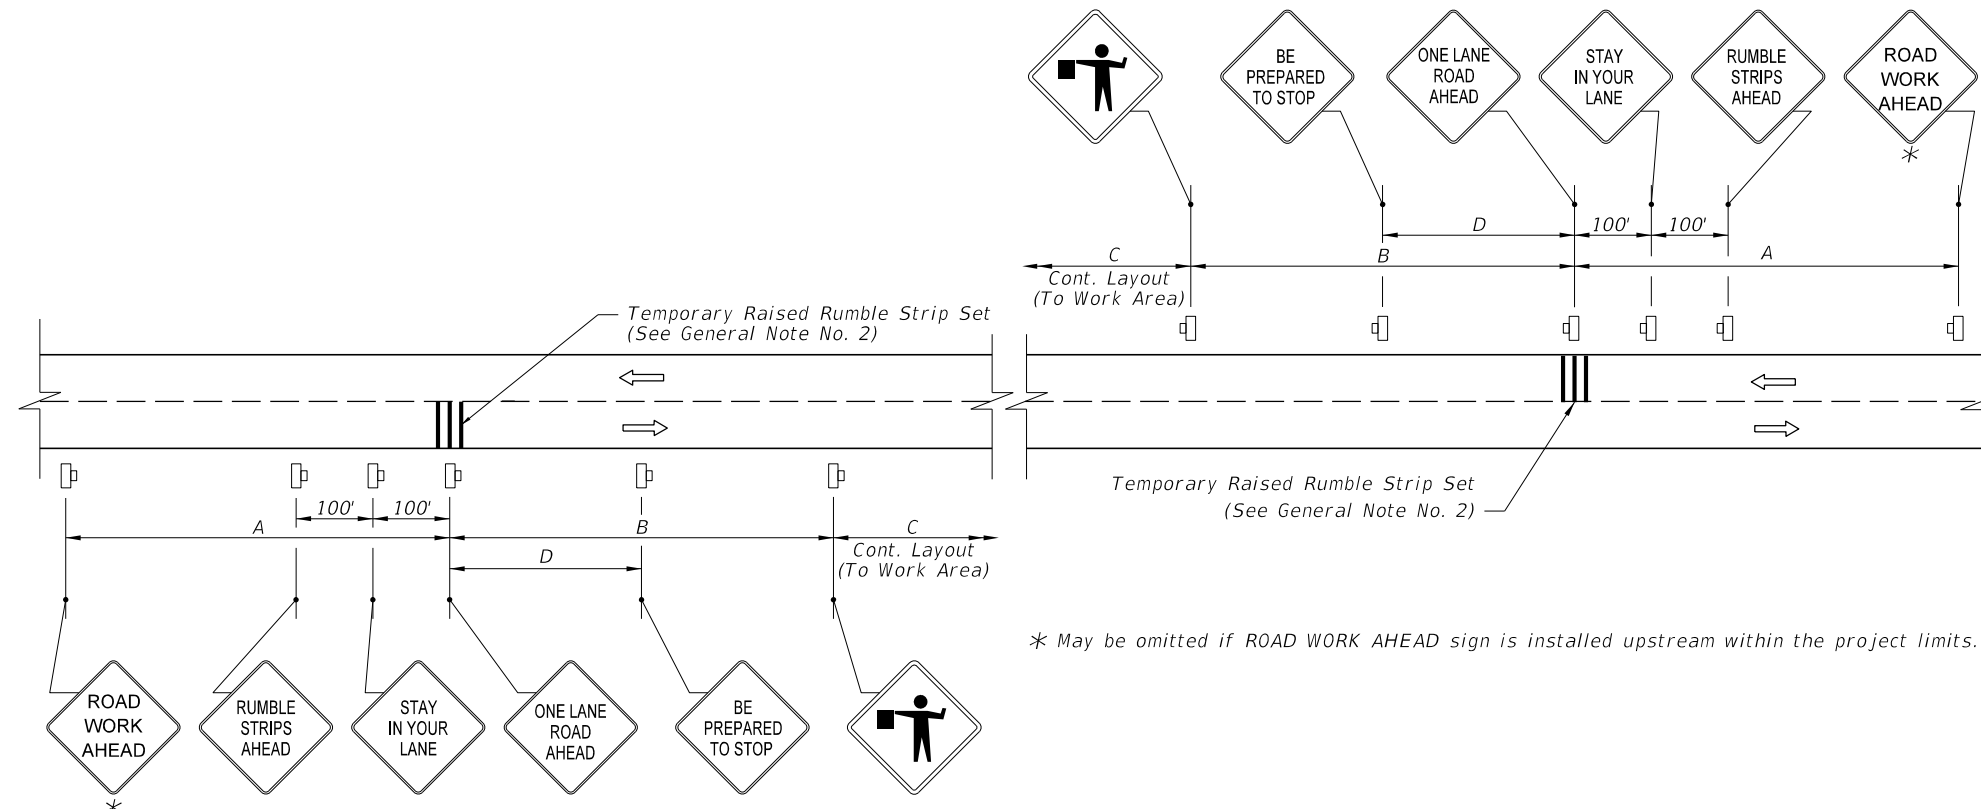 BE
PREPARED
TO STOP
ONE LANE
ROAD
AHEAD
STAY
IN YOUR
LANE
RUMBLE
STRIPS
AHEAD
ROAD
WORK
AHEAD
*
D
100'
100'
C
B
A
Cont. Layout
(To Work Area)
Temporary Raised Rumble Strip Set
(See General Note No. 2)
Temporary Raised Rumble Strip Set
(See General Note No. 2)
100'
100'
A
B
C
Cont. Layout
(To Work Area)
D
* May be omitted if ROAD WORK AHEAD sign is installed upstream within the project limits.
ROAD
WORK
AHEAD
*
RUMBLE
STRIPS
AHEAD
STAY
IN YOUR
LANE
ONE LANE
ROAD
AHEAD
BE
PREPARED
TO STOP